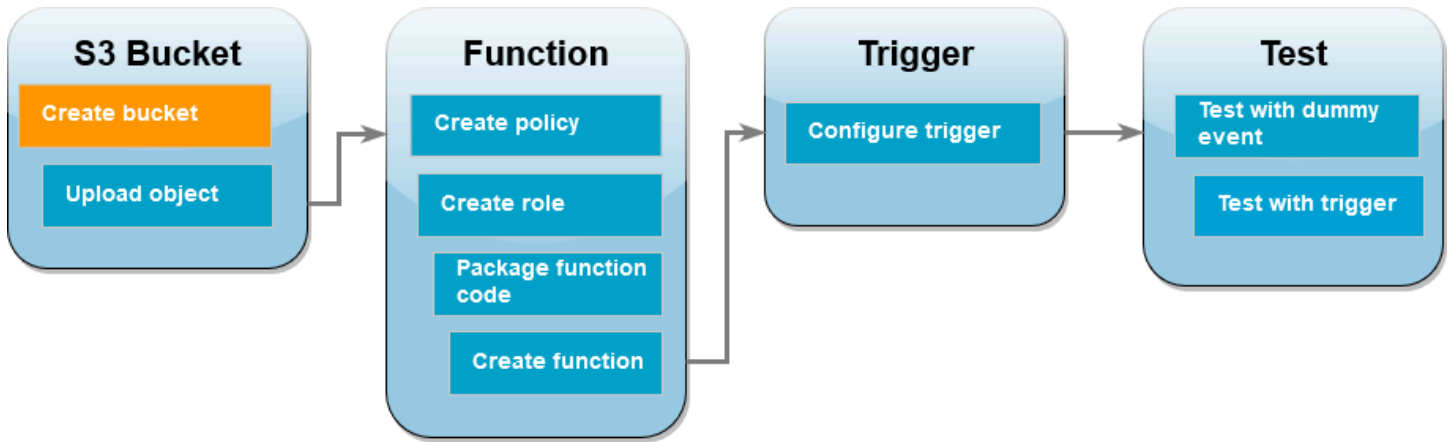 S3 Bucket
Create bucket
Upload object
Function
Create policy
Create role
Package function
code
Create function
Trigger
Configure trigger
Test
Test with dummy
event
Test with trigger